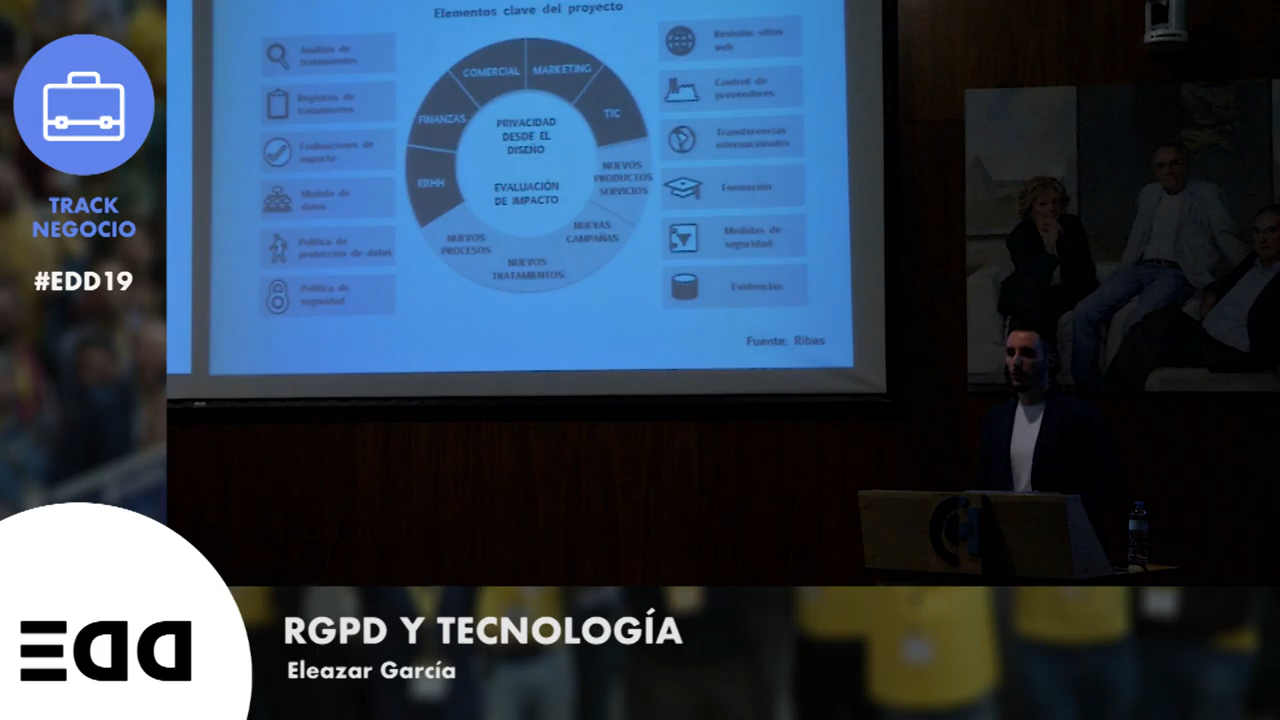 TRACK
NEGOCIO
#EDD19
Elementos clave del proyecto
Análisis de
tratamientos
Registros de
tratamientos
Evaluaciones de
impacto
Modelo de
datos
Política de
protección de datos
Política de
seguridad
COMERCIAL
MARKETING
FINANZAS
TIC
RRHH
PRIVACIDAD
DESDE EL
DISEÑO
EVALUACIÓN
DE IMPACTO
NUEVOS
PRODUCTOS
SERVICIOS
NUEVAS
CAMPAÑAS
NUEVOS
PROCESOS
NUEVOS
TRATAMIENTOS
Revisión sitios
web
Control de
proveedores
Transferencias
internacionales
Formación
Medidas de
seguridad
Evidencias
Fuente: Ribas
EDD
RGPD Y TECNOLOGÍA
Eleazar García